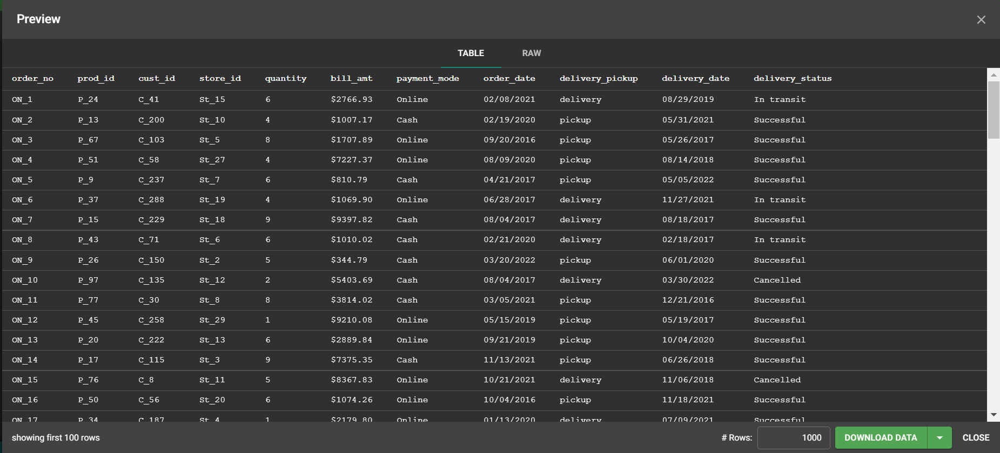 Preview
TABLE RAW
order_no prod_id cust_id store_id quantity bill_amt payment_mode order_date delivery_pickup delivery_date delivery_status
ON_1 P_24 C_41 St_15 6 $2766.93 Online 02/08/2021 delivery 08/29/2019 In transit
ON_2 P_13 C_200 St_10 4 $1007.17 Cash 02/19/2020 pickup 05/31/2021 Successful
ON_3 P_67 C_103 St_5 8 $1707.89 Online 09/20/2016 pickup 05/26/2017 Successful
ON_4 P_51 C_58 St_27 4 $7227.37 Online 08/09/2020 pickup 08/14/2018 Successful
ON_5 P_9 C_237 St_7 6 $810.79 Cash 04/21/2017 pickup 05/05/2022 Successful
ON_6 P_37 C_288 St_19 4 $1069.90 Online 06/28/2017 delivery 11/27/2021 In transit
ON_7 P_15 C_229 St_18 9 $9397.82 Cash 08/04/2017 delivery 08/18/2017 Successful
ON_8 P_43 C_71 St_6 6 $1010.02 Cash 02/21/2020 delivery 02/18/2017 In transit
ON_9 P_26 C_150 St_2 5 $344.79 Cash 03/20/2022 pickup 06/01/2020 Successful
ON_10 P_97 C_135 St_12 2 $5403.69 Cash 08/04/2017 delivery 03/30/2022 Cancelled
ON_11 P_77 C_30 St_8 8 $3814.02 Cash 03/05/2021 pickup 12/21/2016 Successful
ON_12 P_45 C_258 St_29 1 $9210.08 Online 05/15/2019 pickup 05/19/2017 Successful
ON_13 P_20 C_222 St_13 6 $2889.84 Online 09/21/2019 pickup 10/04/2020 Successful
ON_14 P_17 C_115 St_3 9 $7375.35 Cash 11/13/2021 pickup 06/26/2018 Successful
ON_15 P_76 C_8 St_11 5 $8367.83 Online 10/21/2021 delivery 11/06/2018 Cancelled
ON_16 P_50 C_56 St_20 6 $1074.26 Online 10/04/2016 pickup 11/18/2021 Successful
ON_17 P_34 C_187 St_4 1 $2179.80 Online 01/13/2020 delivery 07/09/2021 Successful
showing first 100 rows # Rows: 1000 DOWNLOAD DATA CLOSE